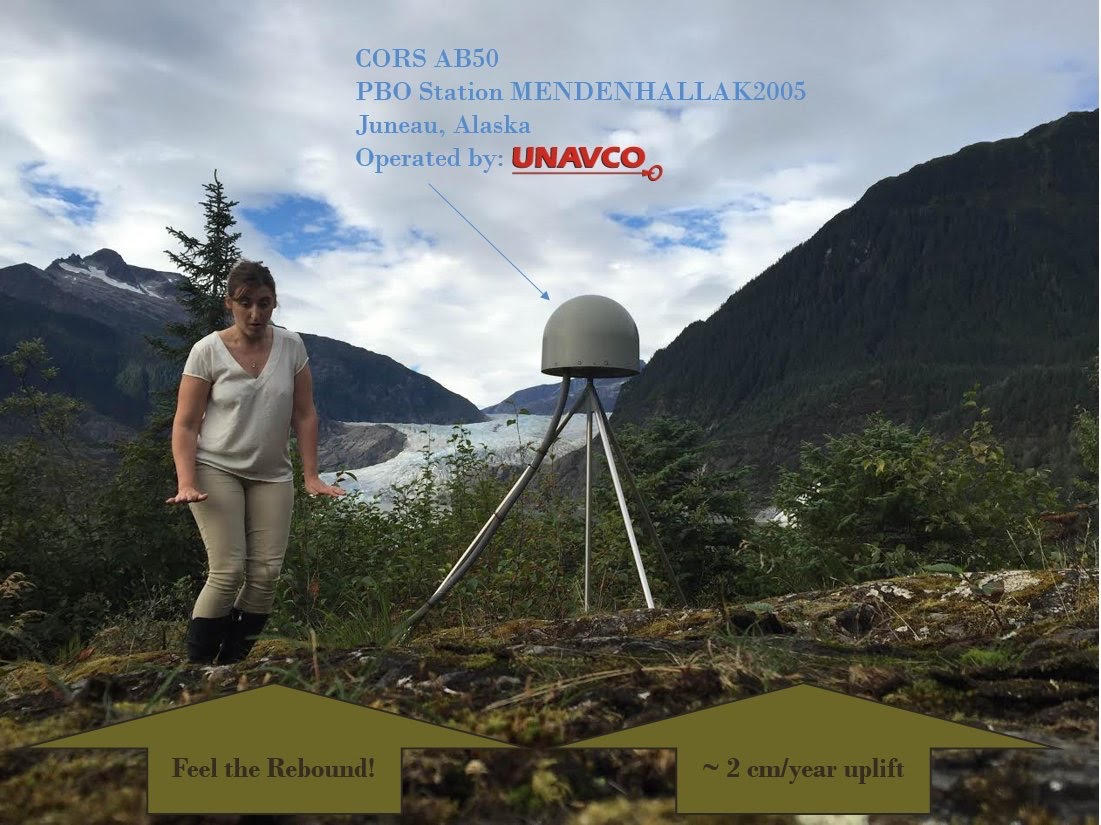 CORS AB50
PBO Station MENDENHALLAK2005
Juneau, Alaska
Operated by: UNAVCO
Feel the Rebound!
~ 2 cm/year uplift